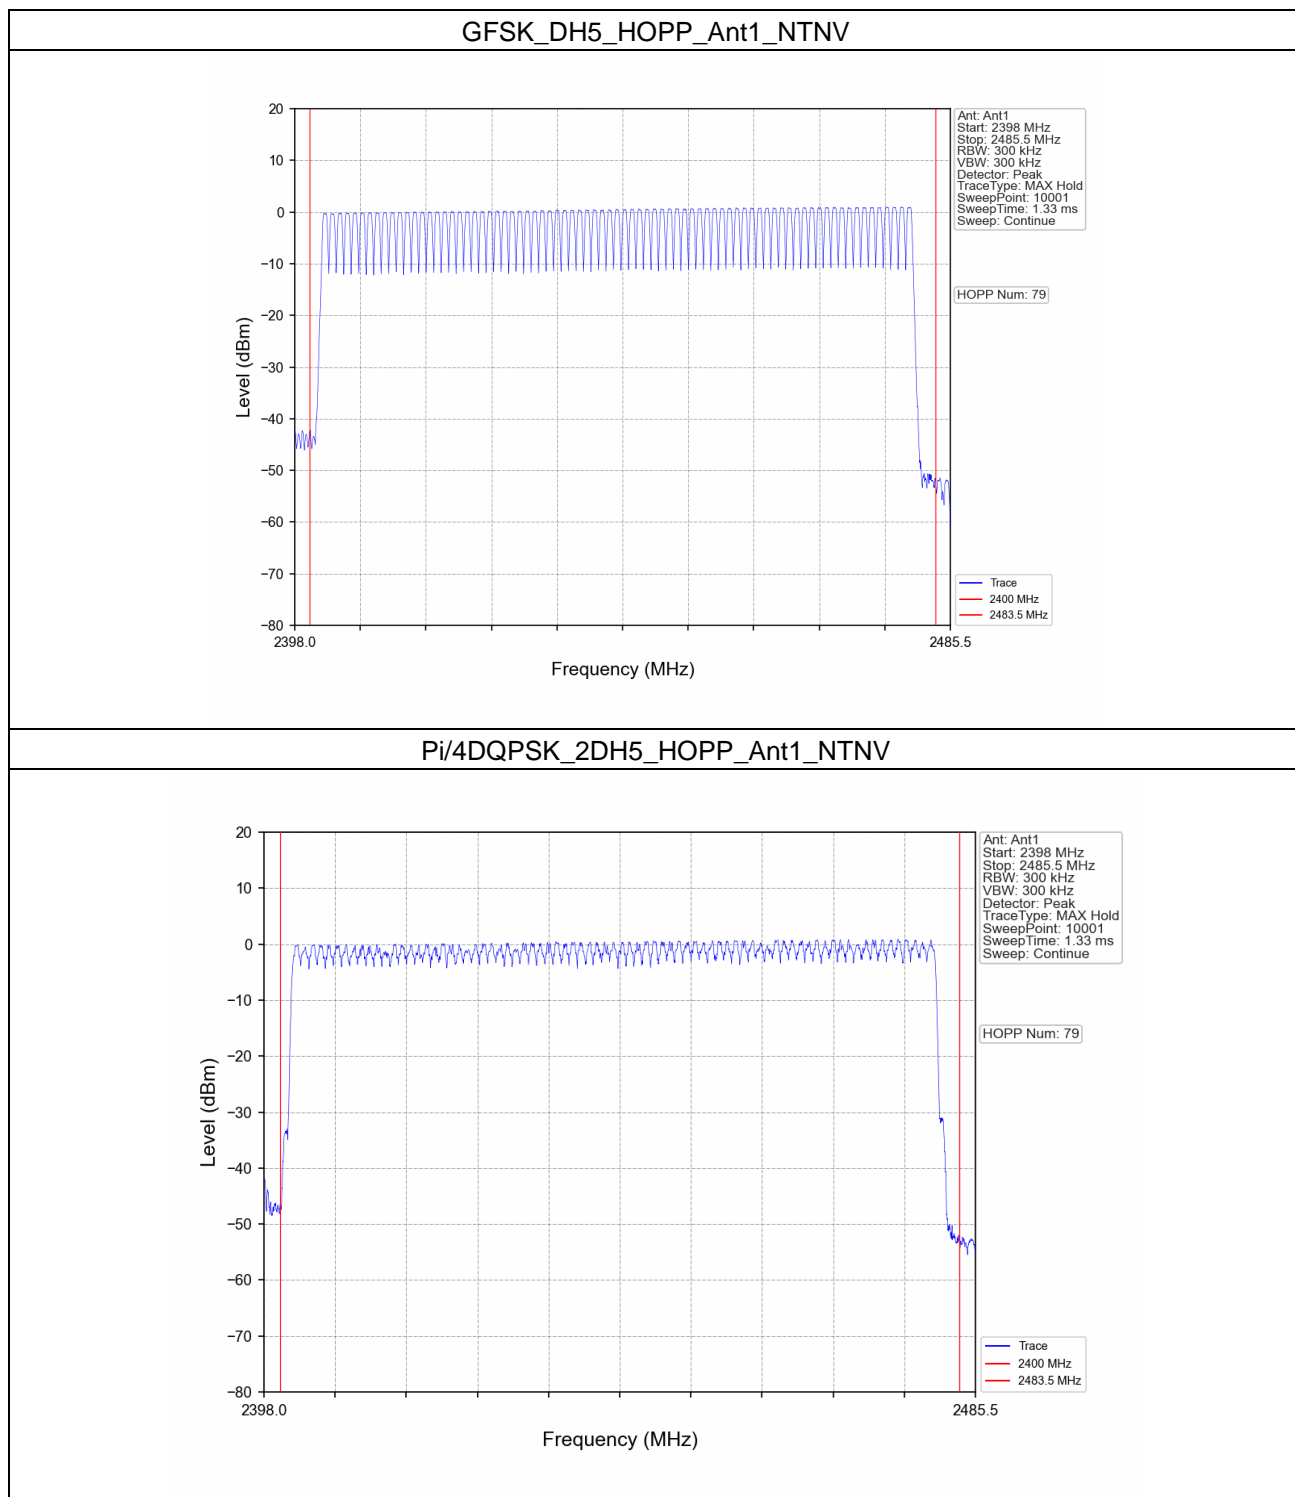 GFSK_DH5_HOPP_Ant1_NTNV
20
10
0
−10
−20
−30
−40
−50
−60
−70
−80
Level (dBm)
2398.0
2485.5
Frequency (MHz)
Ant: Ant1
Start: 2398 MHz
Stop: 2485.5 MHz
RBW: 300 kHz
VBW: 300 kHz
Detector: Peak
TraceType: MAX Hold
SweepPoint: 10001
SweepTime: 1.33 ms
Sweep: Continue
HOPP Num: 79
Trace
2400 MHz
2483.5 MHz
Pi/4DQPSK_2DH5_HOPP_Ant1_NTNV
20
10
0
−10
−20
−30
−40
−50
−60
−70
−80
Level (dBm)
2398.0
2485.5
Frequency (MHz)
Ant: Ant1
Start: 2398 MHz
Stop: 2485.5 MHz
RBW: 300 kHz
VBW: 300 kHz
Detector: Peak
TraceType: MAX Hold
SweepPoint: 10001
SweepTime: 1.33 ms
Sweep: Continue
HOPP Num: 79
Trace
2400 MHz
2483.5 MHz